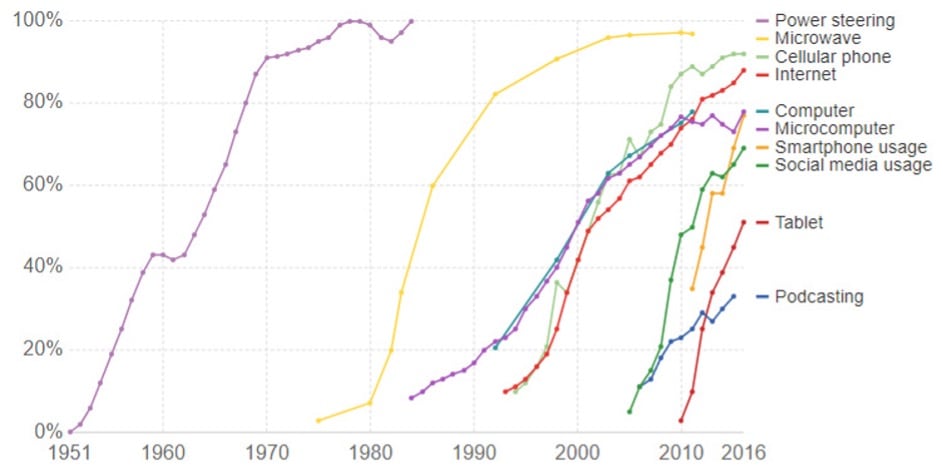 100%
80%
60%
40%
20%
0%
1951
1960
1970
1980
1990
2000
2010
2016
Power steering
Microwave
Cellular phone
Internet
Computer
Microcomputer
Smartphone usage
Social media usage
Tablet
Podcasting